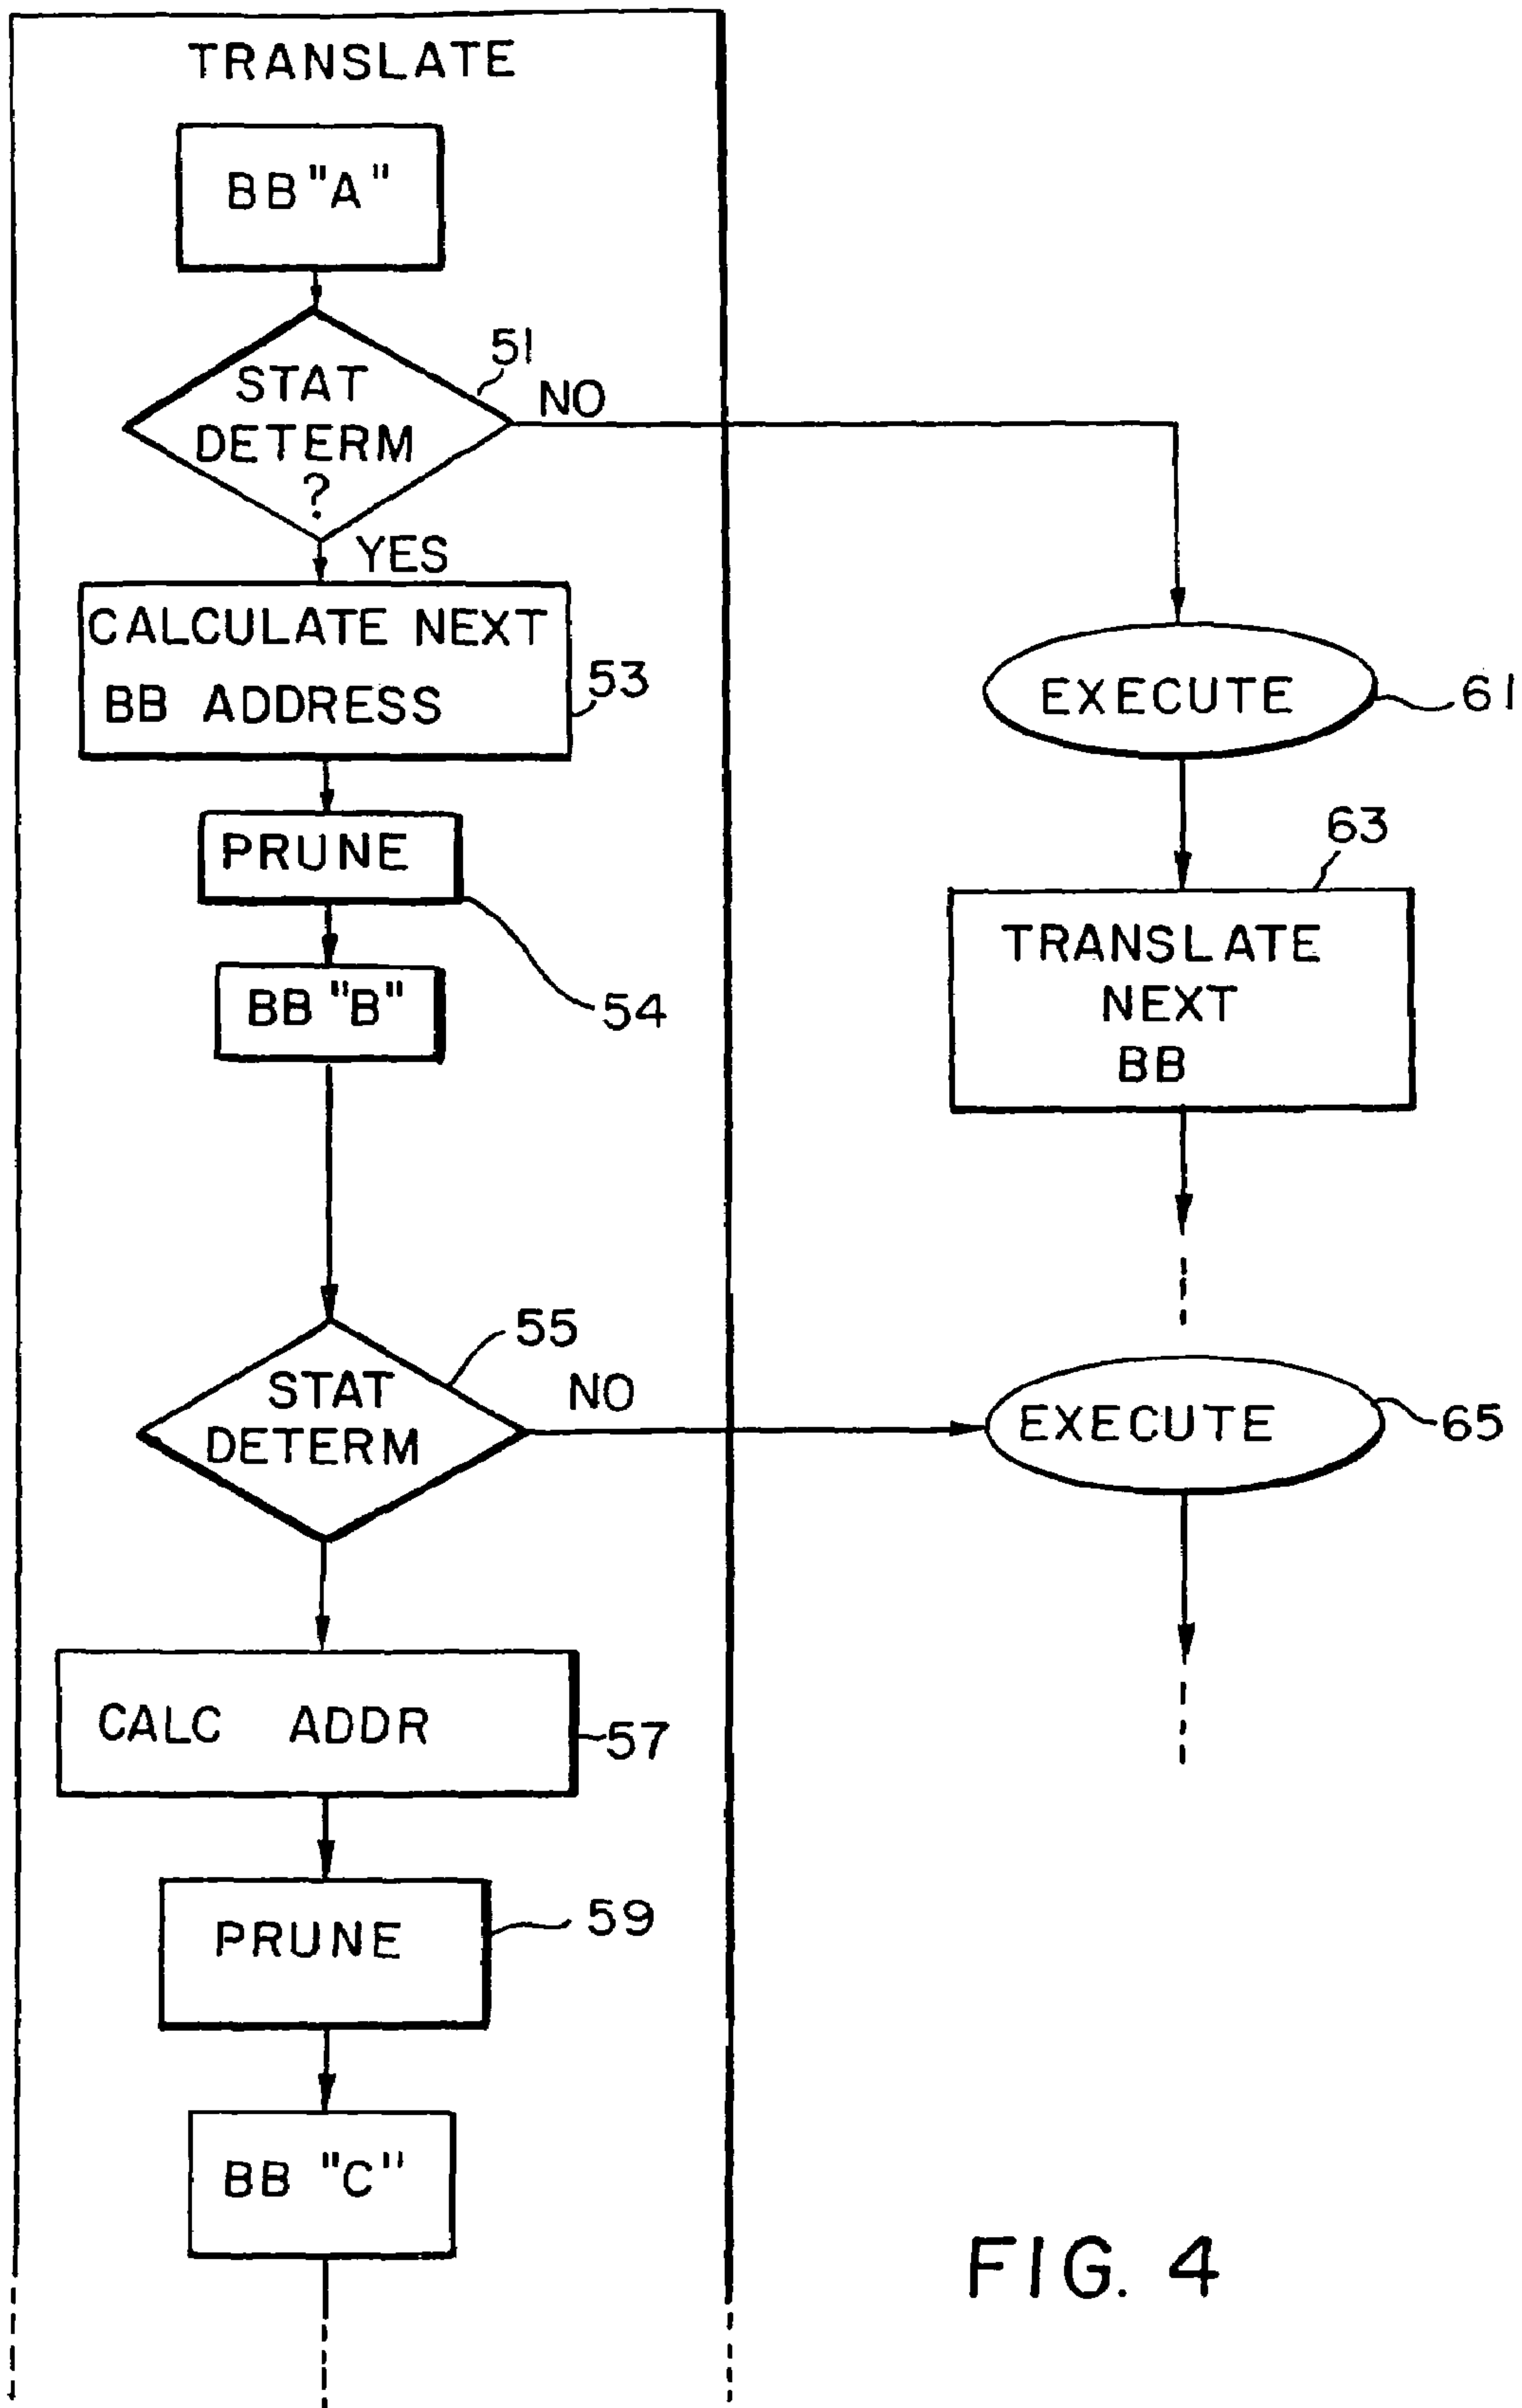 TRANSLATE
BB "A"
51
STAT
DETERM
?
NO
YES
CALCULATE NEXT
BB ADDRESS
53
PRUNE
54
BB "B"
55
STAT
DETERM
NO
CALC ADDR
57
PRUNE
59
BB "C"
EXECUTE
61
63
TRANSLATE
NEXT
BB
EXECUTE
65
FIG. 4